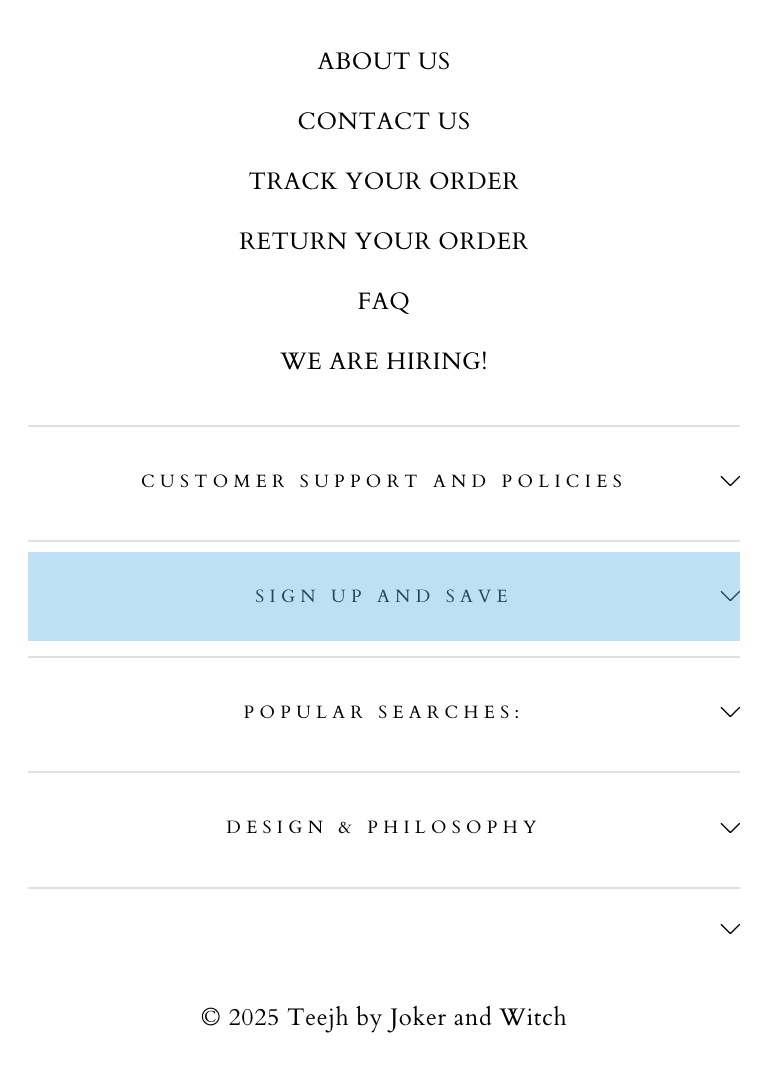 ABOUT US
CONTACT US
TRACK YOUR ORDER
RETURN YOUR ORDER
FAQ
WE ARE HIRING!
CUSTOMER SUPPORT AND POLICIES
SIGN UP AND SAVE
POPULAR SEARCHES:
DESIGN & PHILOSOPHY
© 2025 Teejh by Joker and Witch